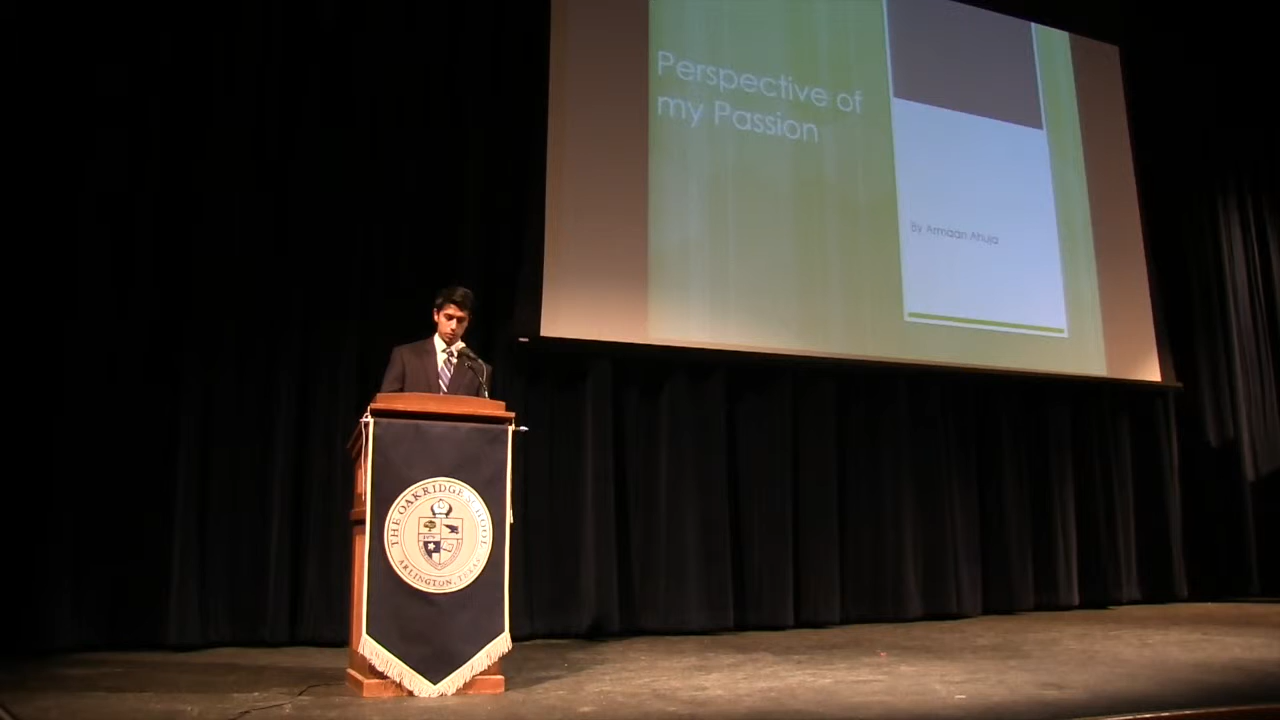 Perspective of
my Passion
By Armaan Ahuja
THE OAKRIDGE SCHOOL
ARLINGTON, TEXAS